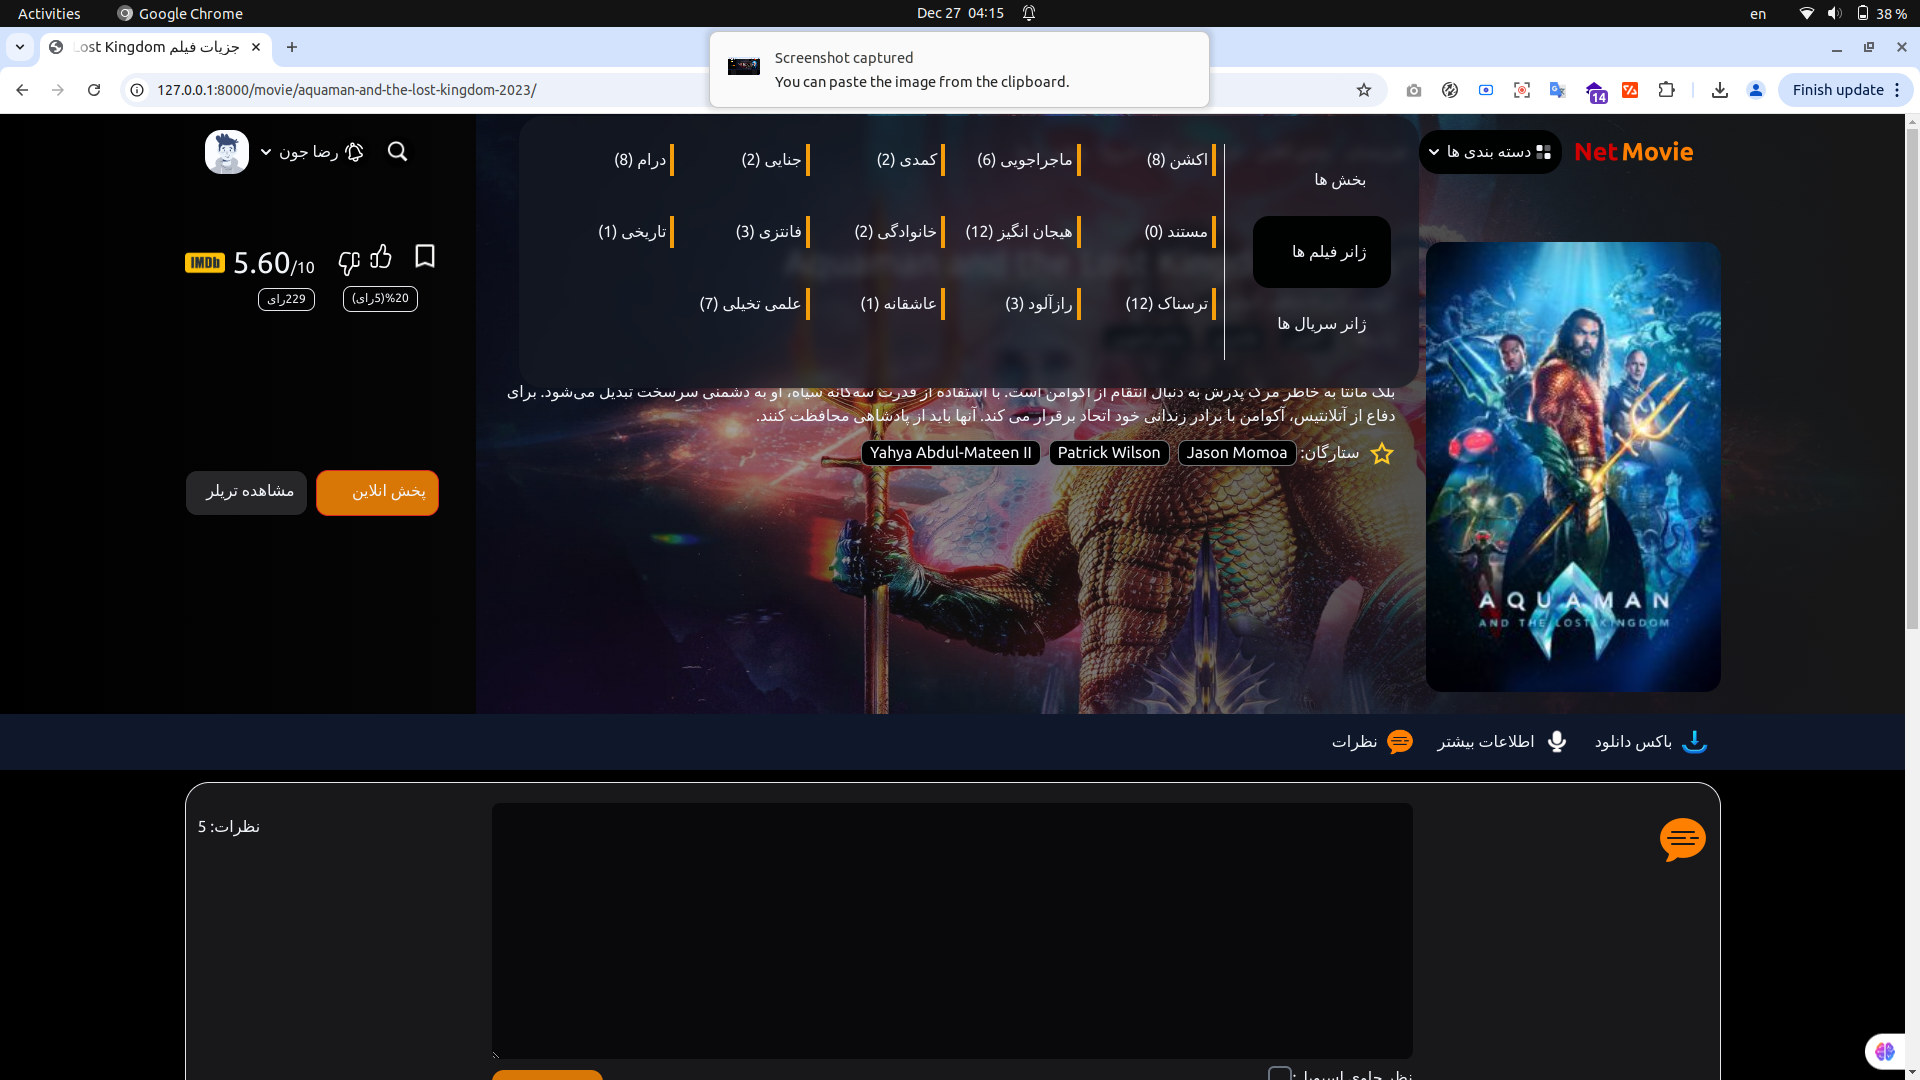 Activities
Google Chrome
Dec 27 04:15
en
38 %
جزیات فیلم Lost Kingdom
Screenshot captured
You can paste the image from the clipboard.
127.0.0.1:8000/movie/aquaman-and-the-lost-kingdom-2023/
14
Finish update
Net Movie
دسته بندی ها
رضا جون
بخش ها
ژانر فیلم ها
ژانر سریال ها
اکشن (8)
ماجراجویی (6)
کمدی (2)
جنایی (2)
درام (8)
مستند (0)
هیجان انگیز (12)
خانوادگی (2)
فانتزی (3)
تاریخی (1)
ترسناک (12)
رازآلود (3)
عاشقانه (1)
علمی تخیلی (7)
IMDb 5.60/10
229رای
%20(5رای)
بلک مانتا به خاطر مرگ پدرش به دنبال انتقام از آکوامن است. با استفاده از قدرت سه‌گانه سیاه، او به دشمنی سرسخت تبدیل می‌شود. برای
دفاع از آتلانتیس، آکوامن با برادر زندانی خود اتحاد برقرار می کند. آنها باید از پادشاهی محافظت کنند.
ستارگان: Jason Momoa Patrick Wilson Yahya Abdul-Mateen II
پخش انلاین
مشاهده تریلر
AQUAMAN
AND THE LOST KINGDOM
باکس دانلود
اطلاعات بیشتر
نظرات
نظرات: 5
نظر حاوی اسپویل :